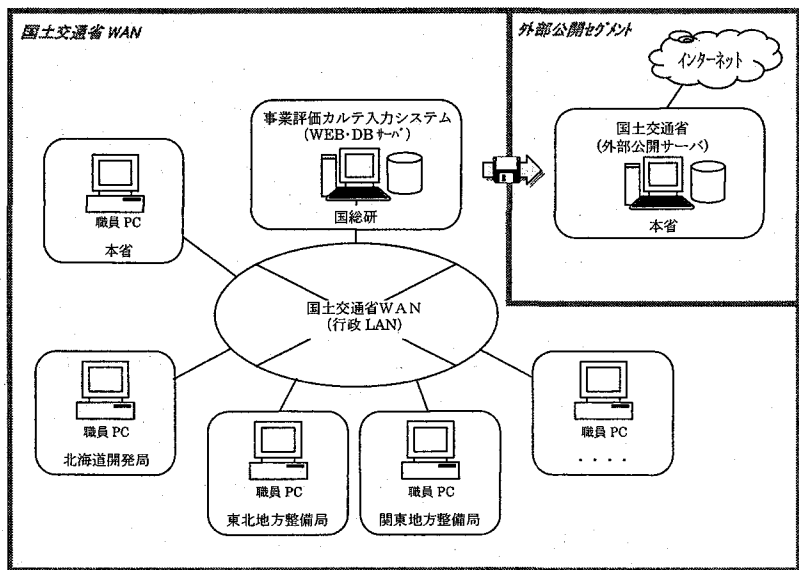 国土交通省 WAN
外部公開セグメント
インターネット
事業評価カルテ入力システム
(WEB・DB サーバ)
国総研
国土交通省
(外部公開サーバ)
本省
職員 PC
本省
国土交通省WAN
(行政 LAN)
職員 PC
北海道開発局
職員 PC
東北地方整備局
職員 PC
関東地方整備局
職員 PC
・・・・